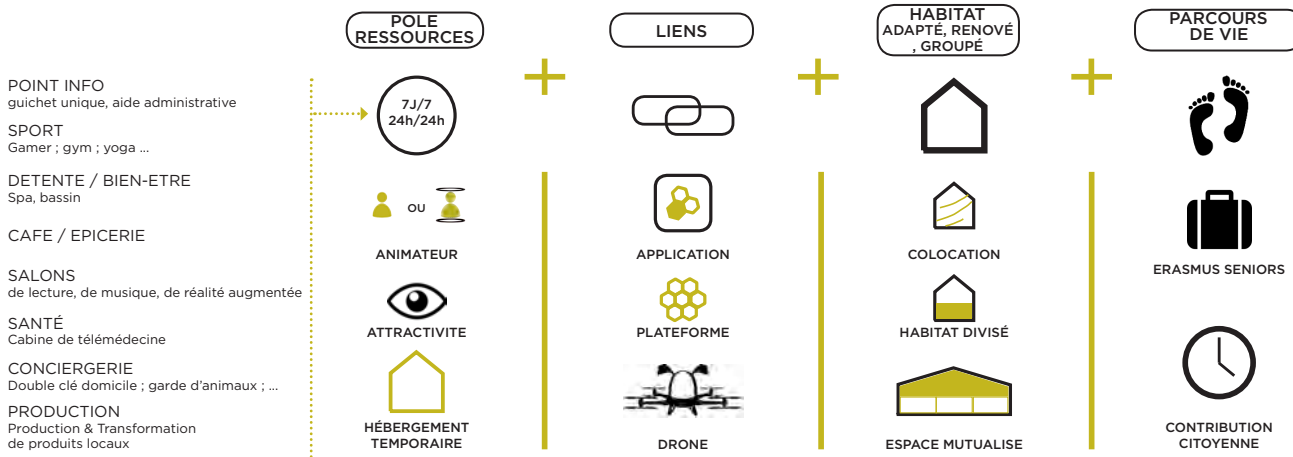 POLE
RESSOURCES
LIENS
HABITAT
ADAPTÉ, RENOVÉ
, GROUPÉ
PARCOURS
DE VIE
POINT INFO
guichet unique, aide administrative
SPORT
Gamer ; gym ; yoga ...
DETENTE / BIEN-ETRE
Spa, bassin
CAFE / EPICERIE
SALONS
de lecture, de musique, de réalité augmentée
SANTÉ
Cabine de télémédecine
CONCIERGERIE
Double clé domicile ; garde d'animaux ; ...
PRODUCTION
Production & Transformation
de produits locaux
7J/7
24h/24h
OU
ANIMATEUR
ATTRACTIVITE
HÉBERGEMENT
TEMPORAIRE
APPLICATION
PLATEFORME
DRONE
COLOCATION
HABITAT DIVISÉ
ESPACE MUTUALISE
ERASMUS SENIORS
CONTRIBUTION
CITOYENNE